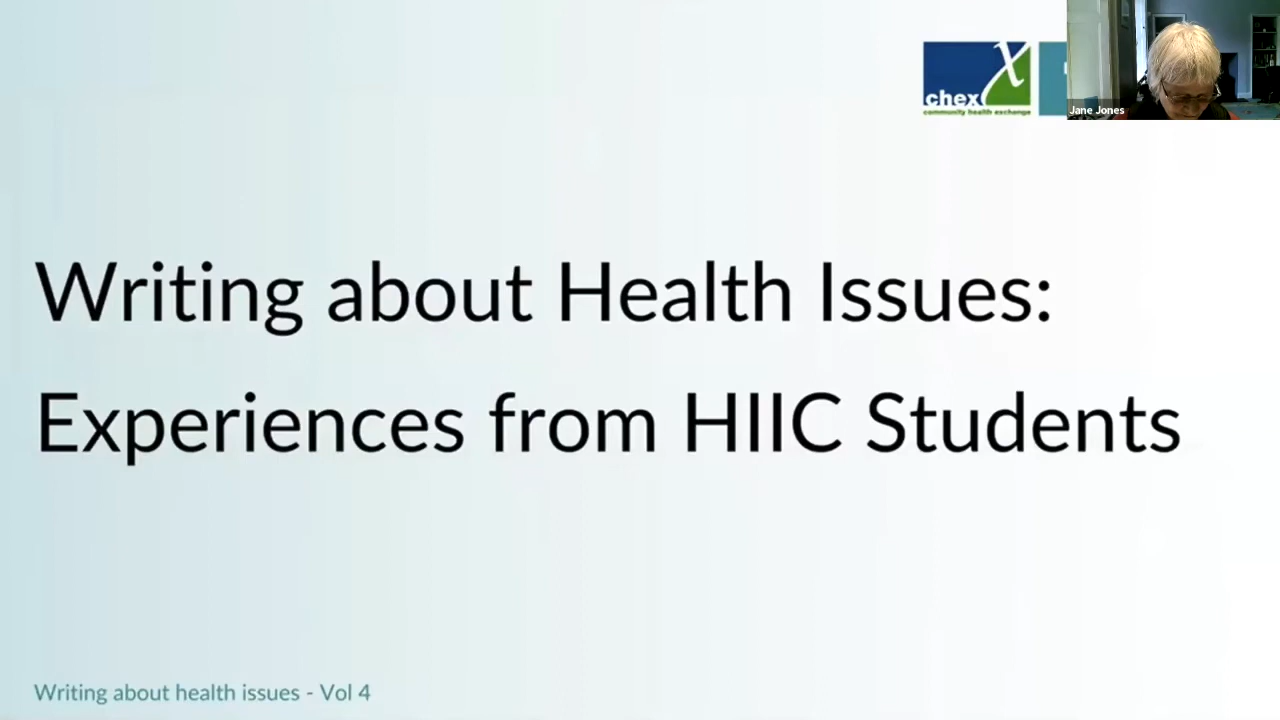 chex
community health exchange
Jane Jones
Writing about Health Issues:
Experiences from HIIC Students
Writing about health issues - Vol 4